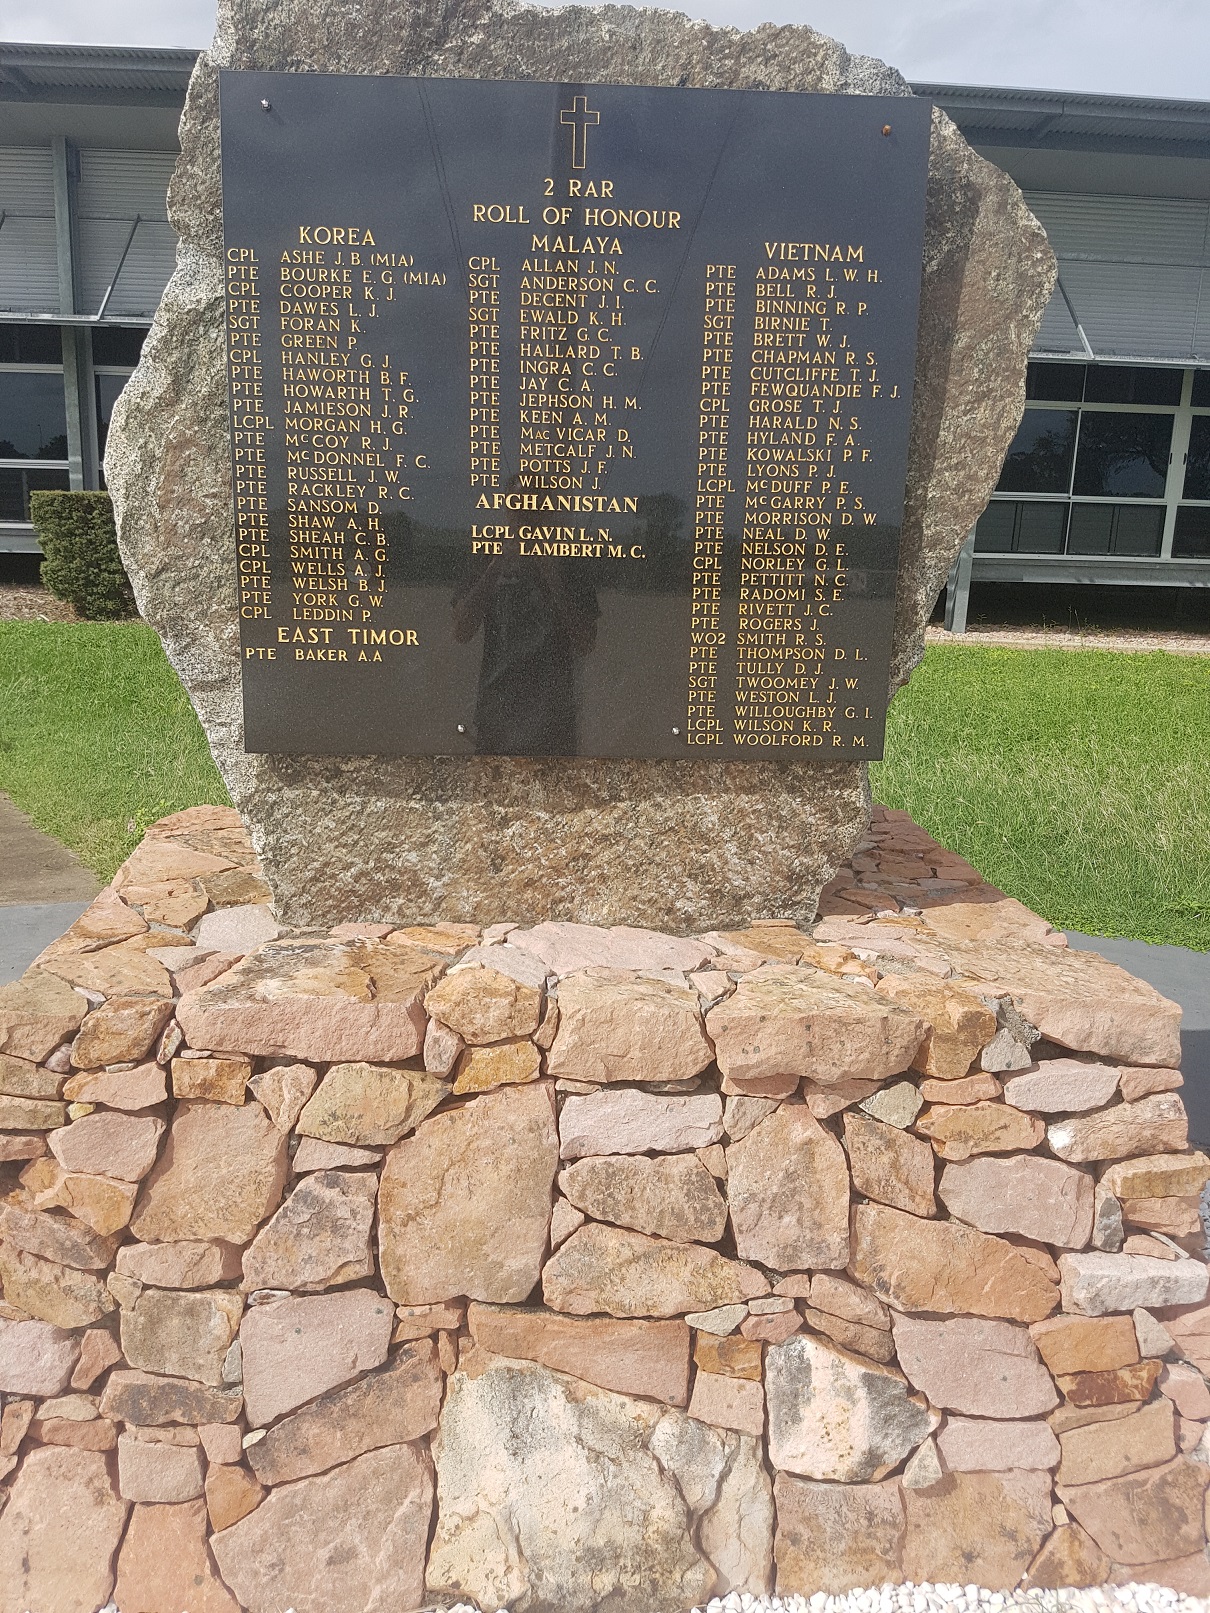 2 RAR
ROLL OF HONOUR
KOREA
CPL ASHE J. B. (MIA)
PTE BOURKE E. G. (MIA)
CPL COOPER K. J.
PTE DAWES L. J.
SGT FORAN K.
PTE GREEN P.
CPL HANLEY G. J.
PTE HAWORTH B. F.
PTE HOWARTH T. G.
PTE JAMIESON J. R.
LCPL MORGAN H. G.
PTE McCOY R. J.
PTE McDONNEL F. C.
PTE RUSSELL J. W.
PTE RACKLEY R. C.
PTE SANSOM D.
PTE SHAW A. H.
PTE SHEAH C. B.
CPL SMITH A. G.
CPL WELLS A. J.
PTE WELSH B. J.
PTE YORK G. W.
CPL LEDDIN P.
EAST TIMOR
PTE BAKER A.A
MALAYA
CPL ALLAN J. N.
SGT ANDERSON C. C.
PTE DECENT J. I.
SGT EWALD K. H.
PTE FRITZ G. C.
PTE HALLARD T. B.
PTE INGRA C. C.
PTE JAY C. A.
PTE JEPHSON H. M.
PTE KEEN A. M.
PTE MacVICAR D.
PTE METCALF J. N.
PTE POTTS J. F.
PTE WILSON J.
AFGHANISTAN
LCPL GAVIN L. N.
PTE LAMBERT M. C.
VIETNAM
PTE ADAMS L. W. H.
PTE BELL R. J.
PTE BINNING R. P.
SGT BIRNIE T.
PTE BRETT W. J.
PTE CHAPMAN R. S.
PTE CUTCLIFFE T. J.
PTE FEWQUANDIE F. J.
CPL GROSE T. J.
PTE HARALD N. S.
PTE HYLAND F. A.
PTE KOWALSKI P. F.
PTE LYONS P. J.
LCPL McDUFF P. E.
PTE McGARRY P. S.
PTE MORRISON D. W.
PTE NEAL D. W.
PTE NELSON D. E.
CPL NORLEY G. L.
PTE PETTITT N. C.
PTE RADOMI S. E.
PTE RIVETT J. C.
PTE ROGERS J.
WO2 SMITH R. S.
PTE THOMPSON D. L.
PTE TULLY D. J.
SGT TWOOMEY J. W.
PTE WESTON L. J.
PTE WILLOUGHBY G. I.
LCPL WILSON K. R.
LCPL WOOLFORD R. M.